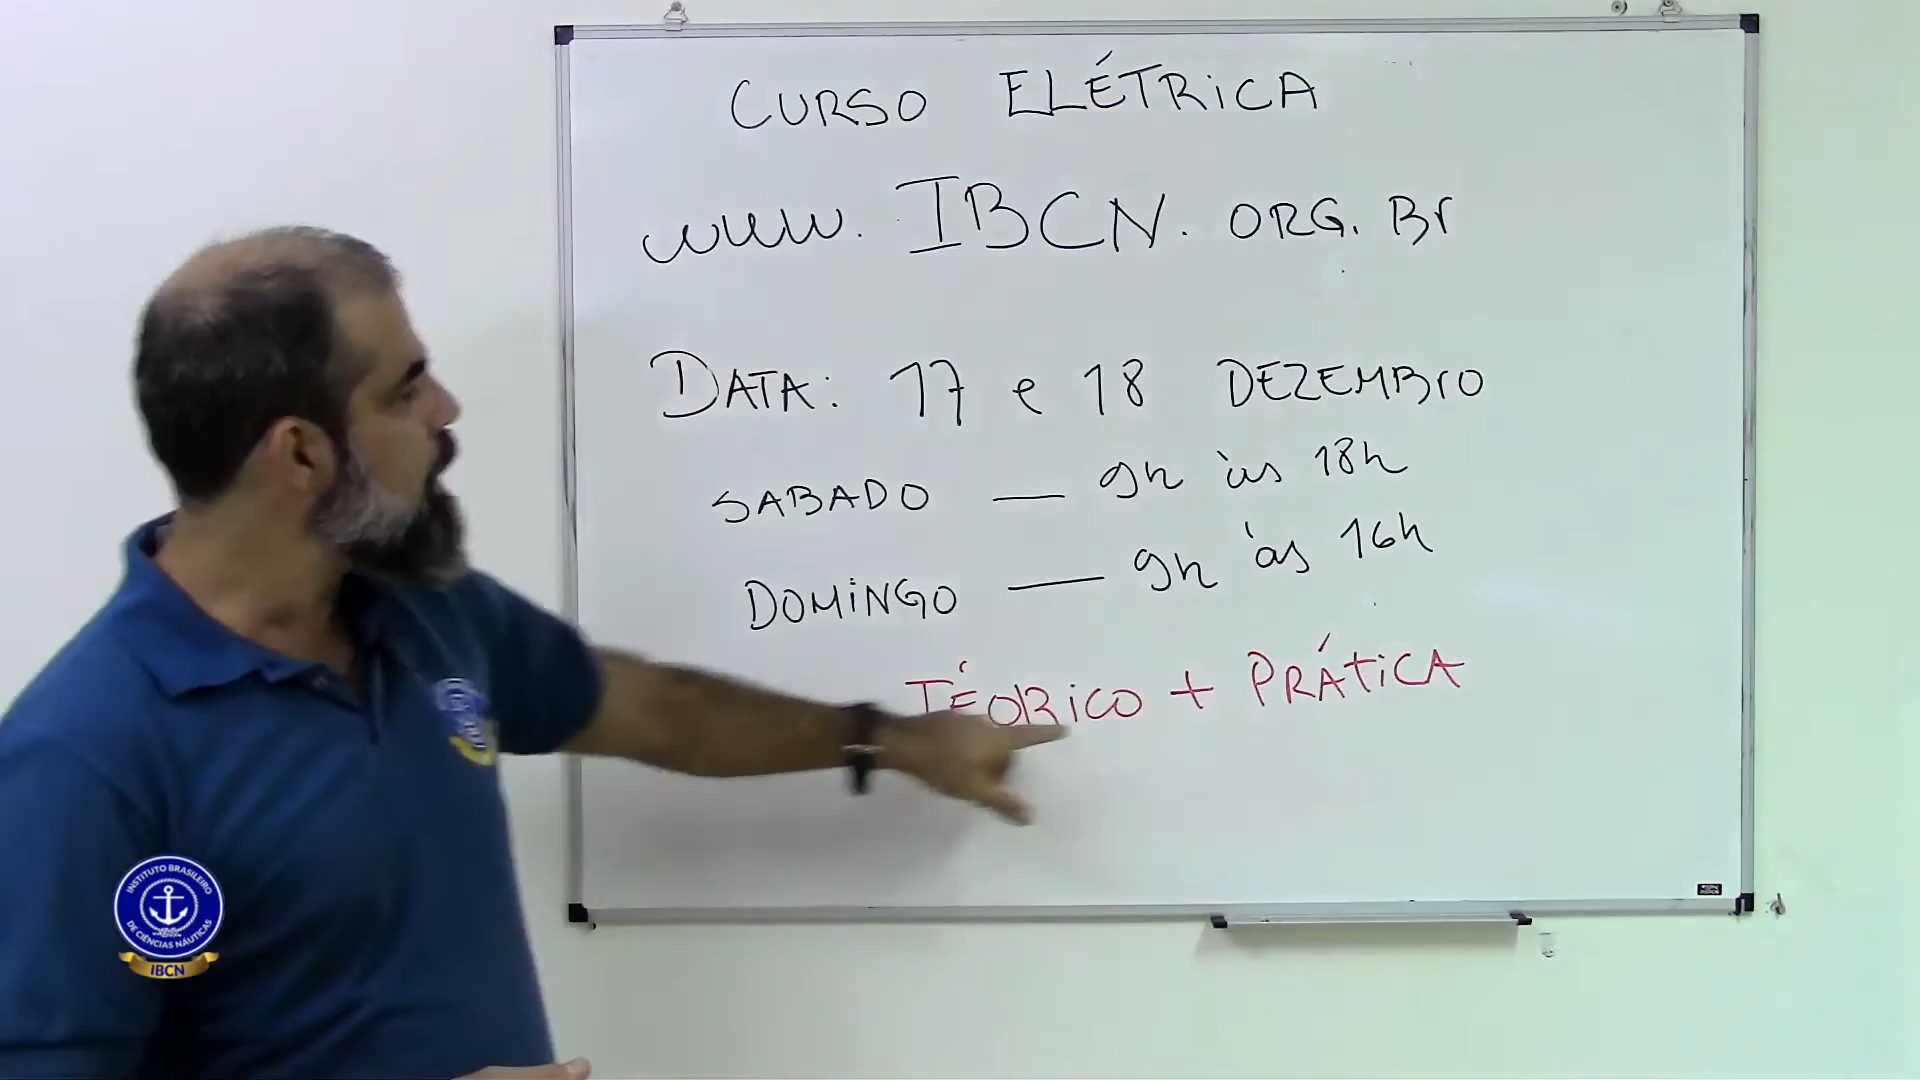 CURSO ELÉTRICA
www. IBCN. ORG. Br
DATA: 17 e 18 DEZEMBrO
SABADO — 9h às 18h
DOMiNGO — 9h às 16h
TÉORiCO + PRÁtiCA
INSTITUTO BRASILEIRO
DE CIÊNCIAS NÁUTICAS
IBCN